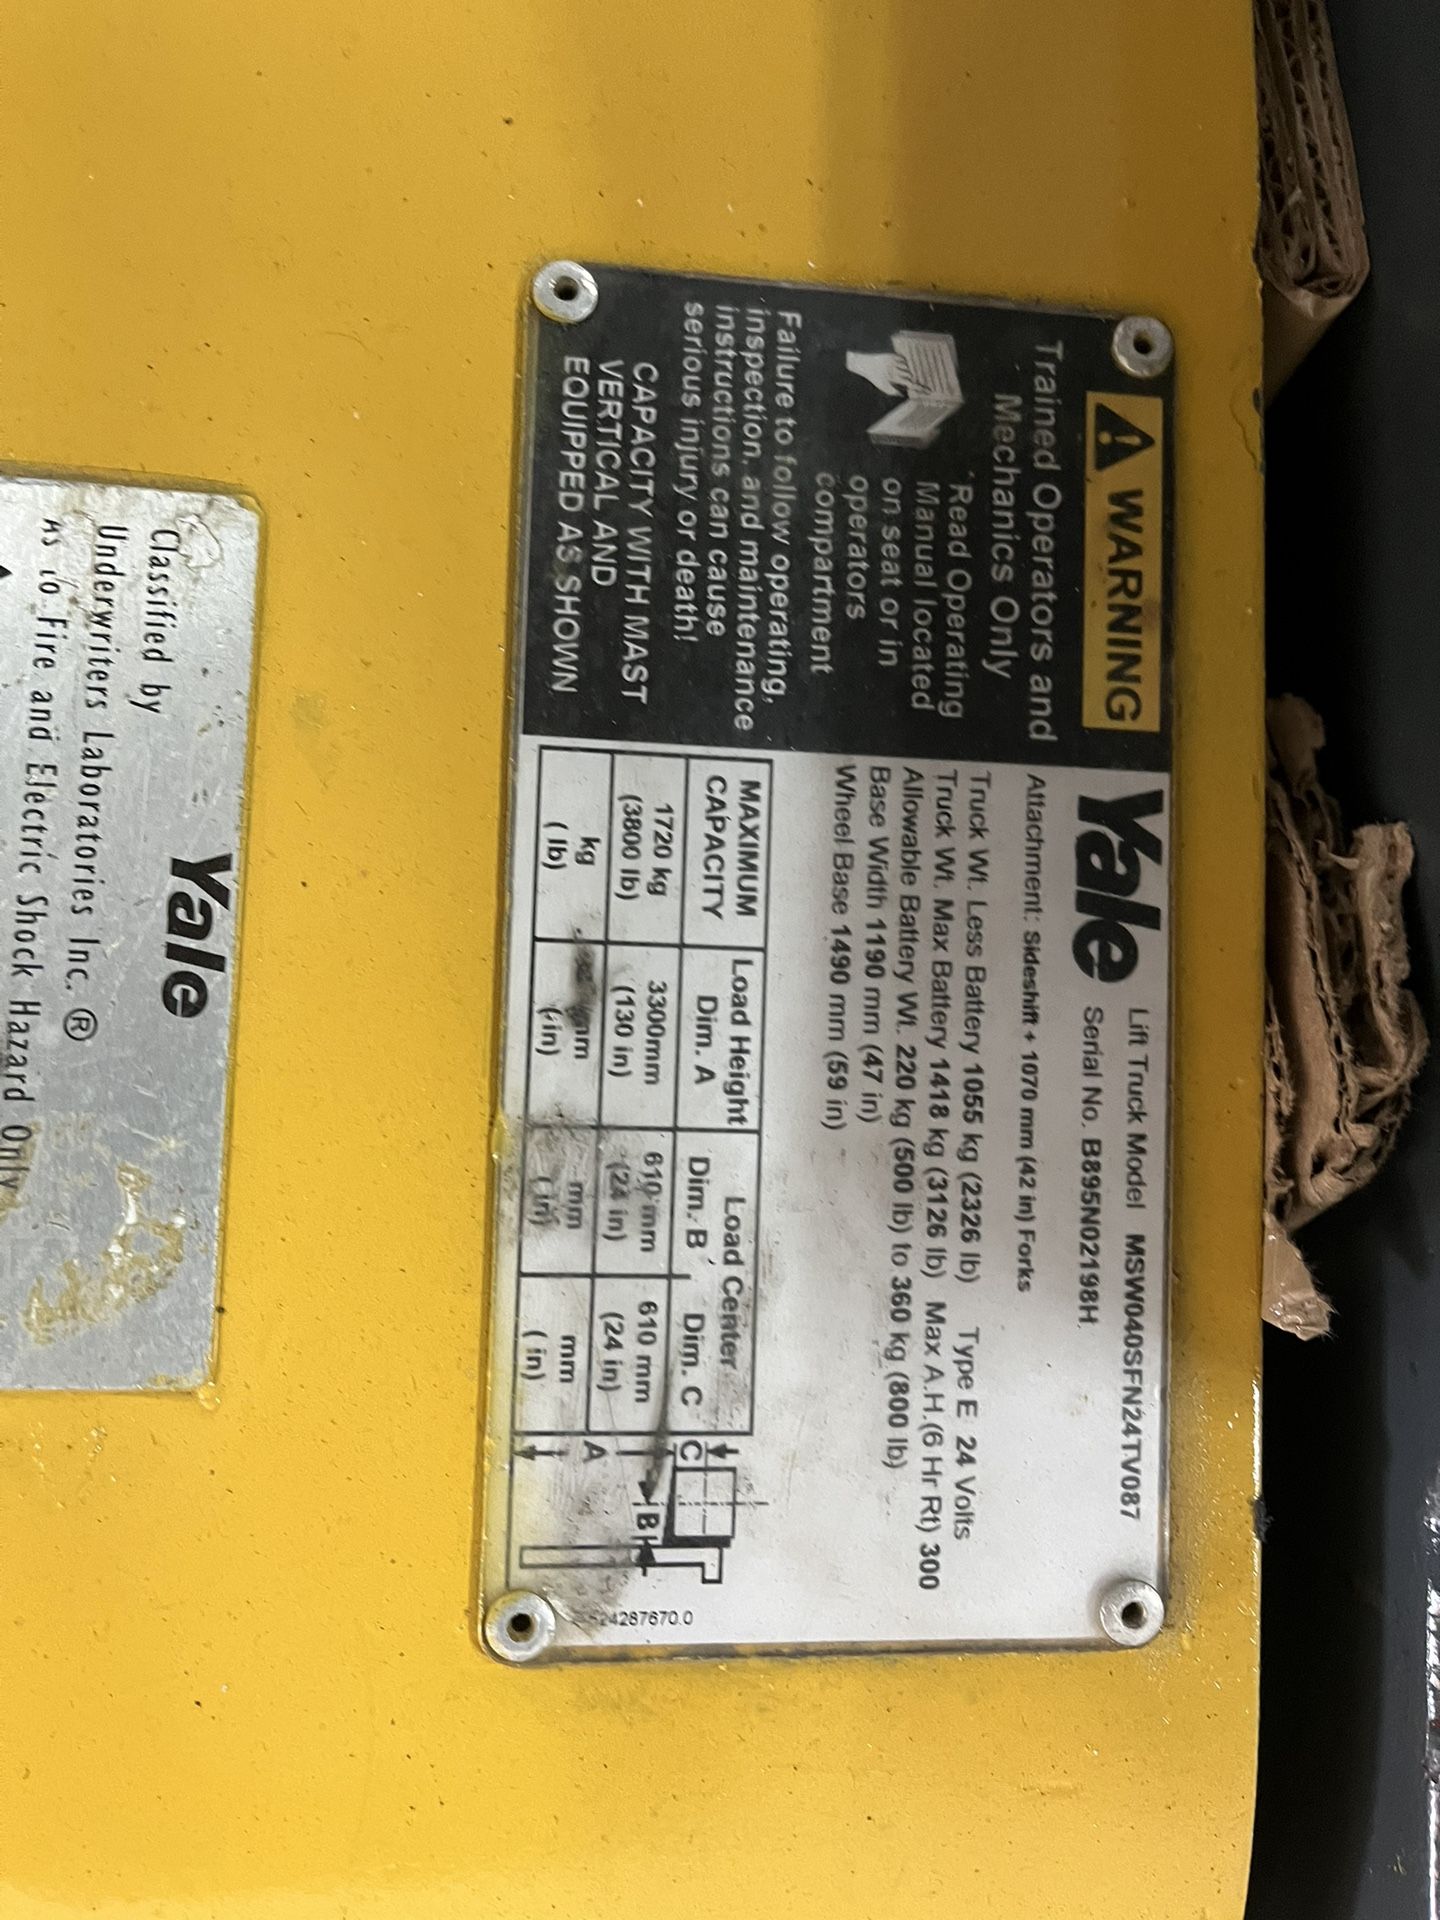 WARNING
Trained Operators and
Mechanics Only
Read Operating
Manual located
on seat or in
operators
compartment
Failure to follow operating,
inspection, and maintenance
instructions can cause
serious injury or death!
CAPACITY WITH MAST
VERTICAL AND
EQUIPPED AS SHOWN
Yale
Lift Truck Model MSW040SFN24TV087
Serial No. B895N02198H
Attachment: Sideshift + 1070 mm (42 in) Forks
Truck Wt. Less Battery 1055 kg (2326 lb) Type E 24 Volts
Truck Wt. Max Battery 1418 kg (3126 lb) Max A.H.(6 Hr Rt) 300
Allowable Battery Wt. 220 kg (500 lb) to 360 kg (800 lb)
Base Width 1190 mm (47 in)
Wheel Base 1490 mm (59 in)
MAXIMUM Load Height Load Center
CAPACITY Dim. A Dim. B Dim. C
1720 kg 3300mm 610 mm 610 mm
(3800 lb) (130 in) (24 in) (24 in)
kg mm mm mm
( lb) ( in) ( in) ( in)
C
B
A
524287670.0
Yale
Classified by
Underwriters Laboratories Inc. ®
As to Fire and Electric Shock Hazard Only